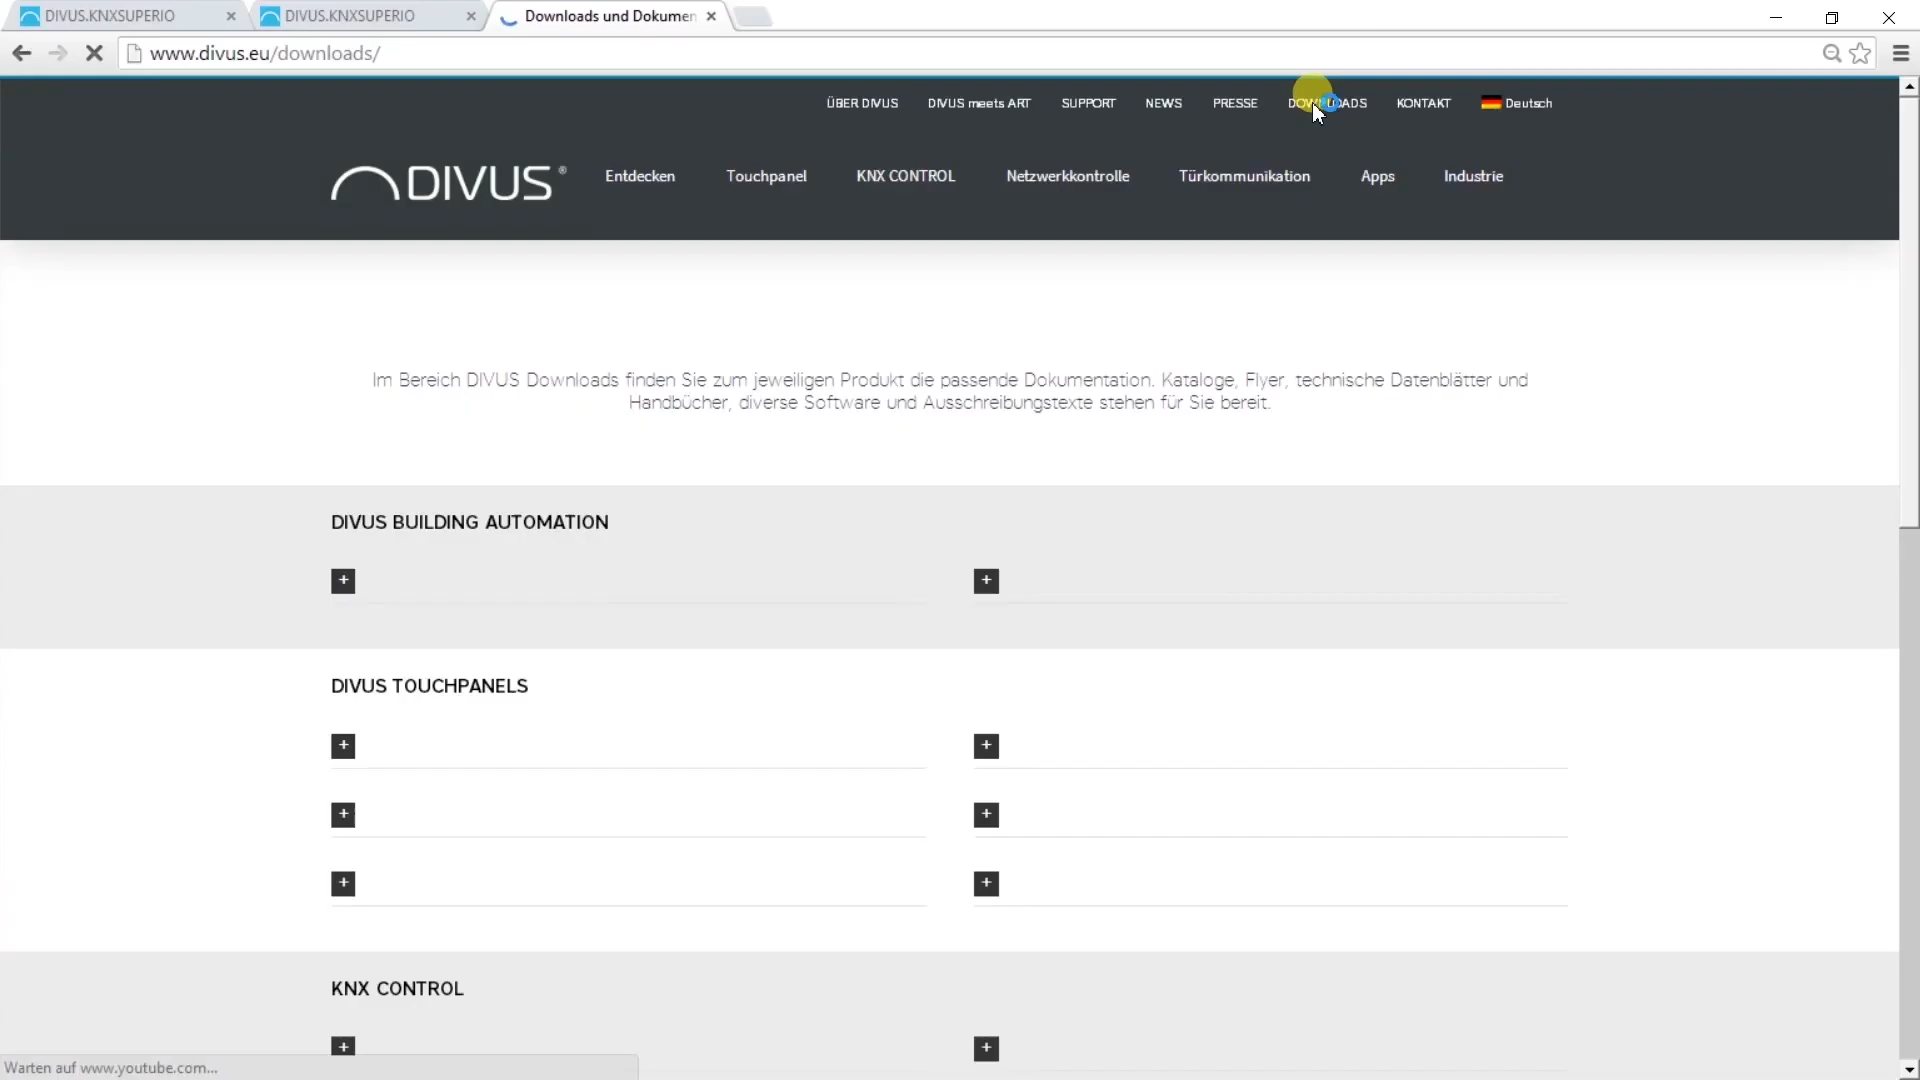 DIVUS.KNXSUPERIO
DIVUS.KNXSUPERIO
Downloads und Dokumen
www.divus.eu/downloads/
ÜBER DIVUS DIVUS meets ART SUPPORT NEWS PRESSE DOWNLOADS KONTAKT Deutsch
DIVUS® Entdecken Touchpanel KNX CONTROL Netzwerkkontrolle Türkommunikation Apps Industrie
Im Bereich DIVUS Downloads finden Sie zum jeweiligen Produkt die passende Dokumentation. Kataloge, Flyer, technische Datenblätter und
Handbücher, diverse Software und Ausschreibungstexte stehen für Sie bereit.
DIVUS BUILDING AUTOMATION
DIVUS TOUCHPANELS
KNX CONTROL
Warten auf www.youtube.com...